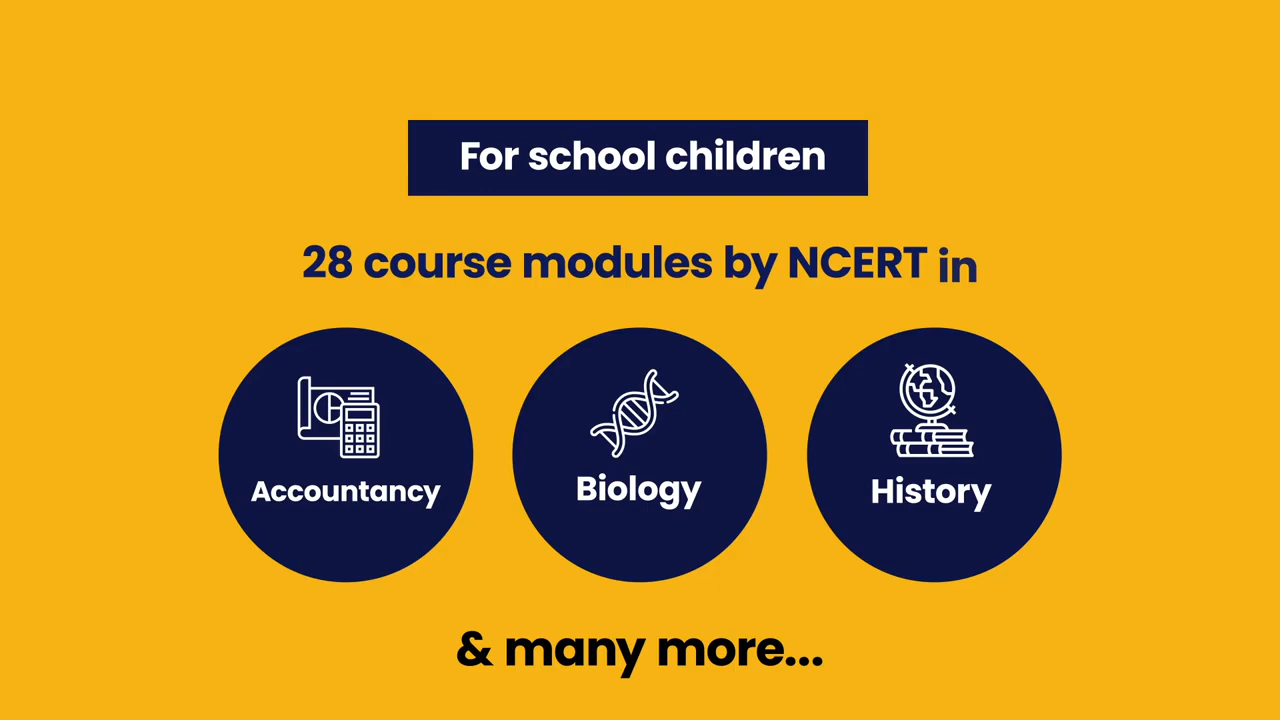 For school children
28 course modules by NCERT in
Accountancy
Biology
History
& many more...